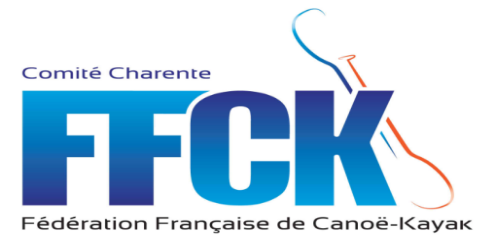 Comité Charente
FFCK
Fédération Française de Canoë-Kayak